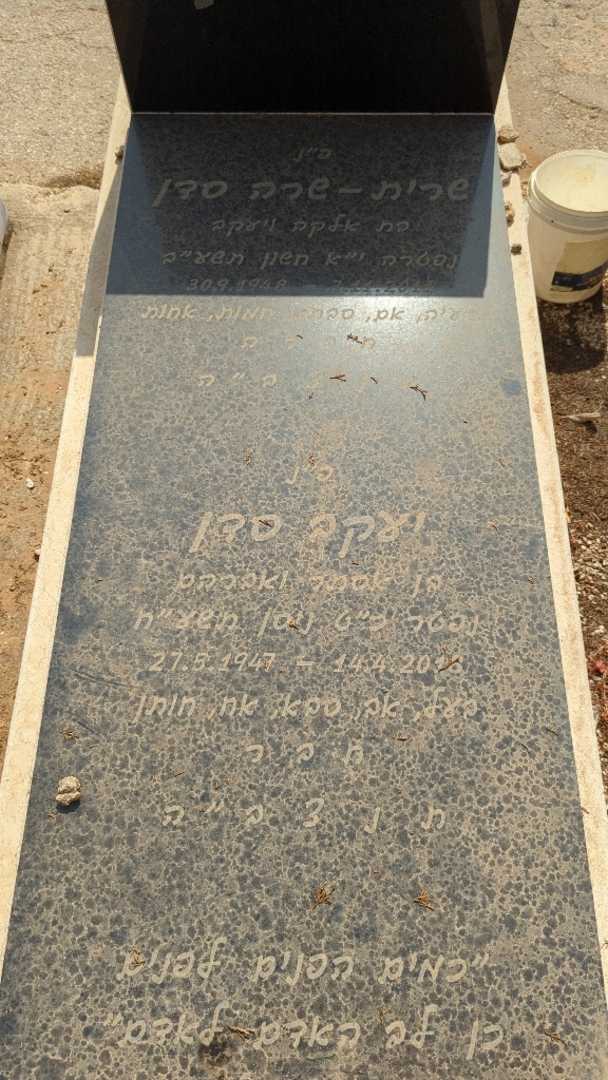 פ"נ
שרית – שרה סדן
בת אלקה ויעקב
נפטרה י"א חשון תשע"ב
30.9.1948 –
רעיה, אם, סבתא, חמות, אחות
ח ב ר ה
ת נ צ ב "ה
פ"נ
יעקב סדן
בן אסתר ואברהם
נפטר כ"ט ניסן תשע"ח
27.5.1947 – 14.4.2018
בעל, אב, סבא, אח, חותן
ח ב ר
ת נ צ ב "ה
"כמים הפנים לפנים
כן לב האדם לאדם"